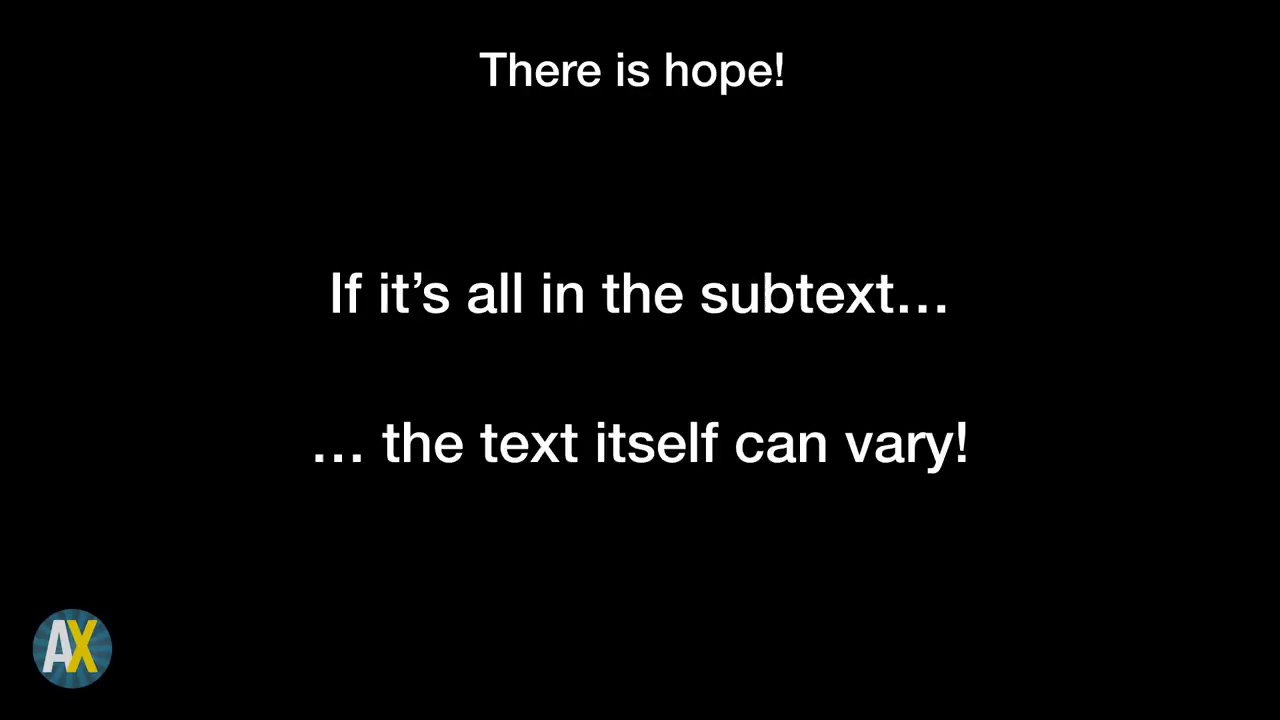 There is hope!
If it’s all in the subtext…
… the text itself can vary!
AX